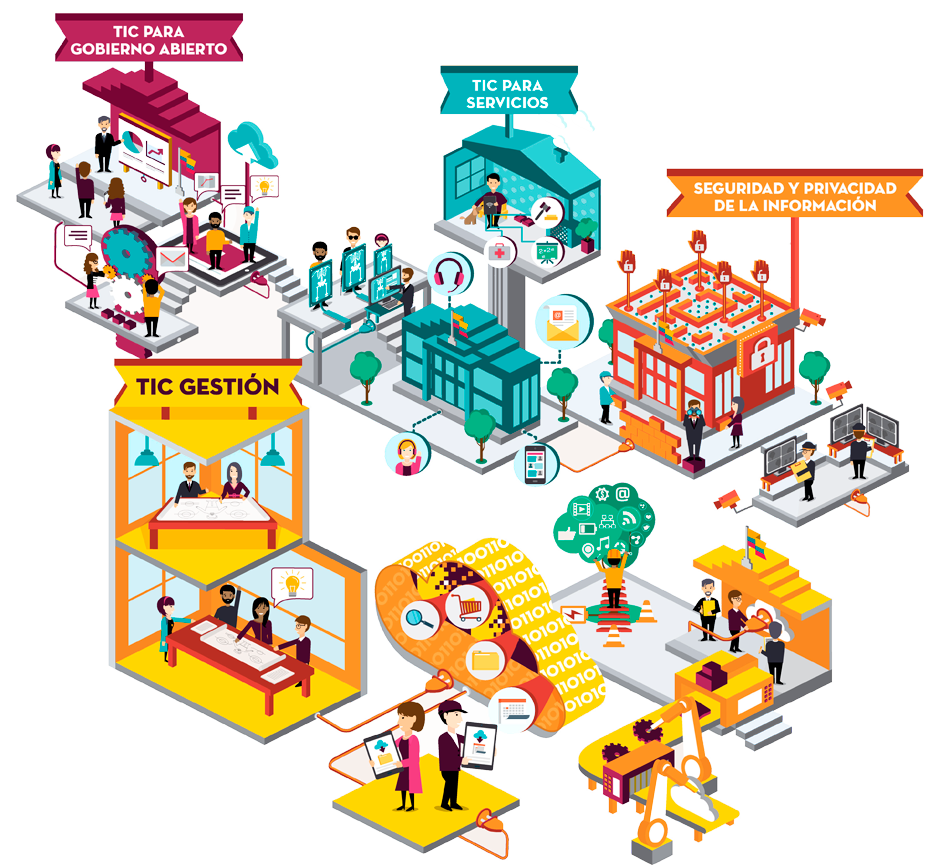 TIC PARA
GOBIERNO ABIERTO
TIC PARA
SERVICIOS
SEGURIDAD Y PRIVACIDAD
DE LA INFORMACIÓN
TIC GESTIÓN